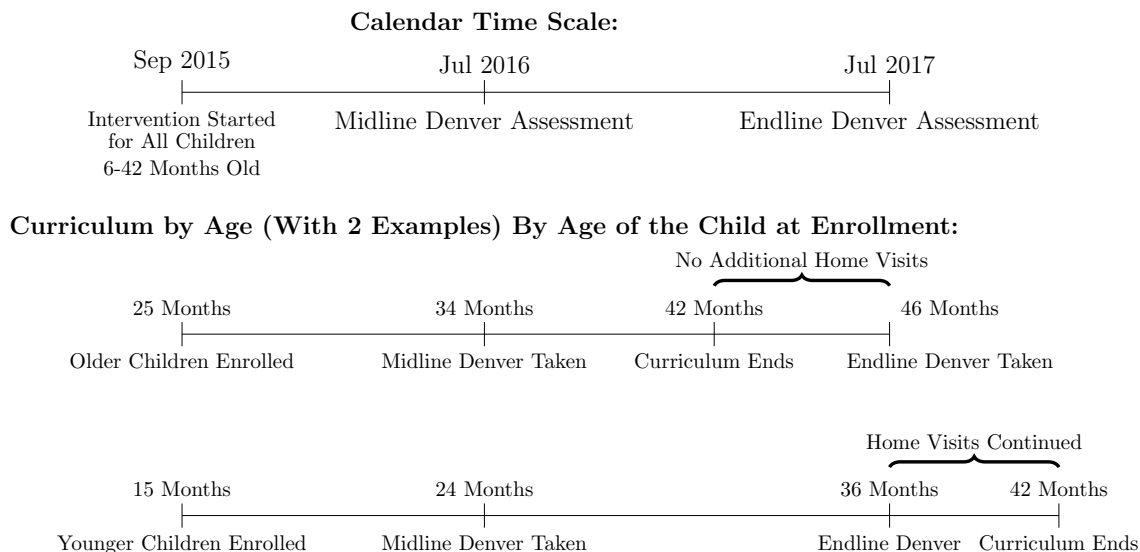 Calendar Time Scale:
Sep 2015 Jul 2016 Jul 2017
Intervention Started
for All Children
6-42 Months Old
Midline Denver Assessment
Endline Denver Assessment
Curriculum by Age (With 2 Examples) By Age of the Child at Enrollment:
No Additional Home Visits
25 Months 34 Months 42 Months 46 Months
Older Children Enrolled Midline Denver Taken Curriculum Ends Endline Denver Taken
Home Visits Continued
15 Months 24 Months 36 Months 42 Months
Younger Children Enrolled Midline Denver Taken Endline Denver Curriculum Ends